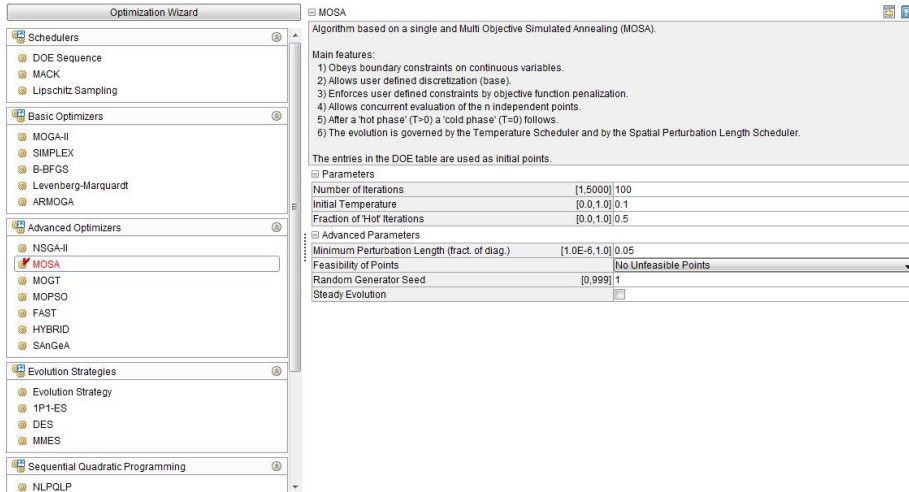 Optimization Wizard
Schedulers
DOE Sequence
MACK
Lipschitz Sampling
Basic Optimizers
MOGA-II
SIMPLEX
B-BFGS
Levenberg-Marquardt
ARMOGA
Advanced Optimizers
NSGA-II
MOSA
MOGT
MOPSO
FAST
HYBRID
SAnGeA
Evolution Strategies
Evolution Strategy
1P1-ES
DES
MMES
Sequential Quadratic Programming
NLPQLP
MOSA
Algorithm based on a single and Multi Objective Simulated Annealing (MOSA).
Main features:
1) Obeys boundary constraints on continuous variables.
2) Allows user defined discretization (base).
3) Enforces user defined constraints by objective function penalization.
4) Allows concurrent evaluation of the n independent points.
5) After a 'hot phase' (T>0) a 'cold phase' (T=0) follows.
6) The evolution is governed by the Temperature Scheduler and by the Spatial Perturbation Length Scheduler.
The entries in the DOE table are used as initial points.
Parameters
Number of Iterations [1,5000] 100
Initial Temperature [0.0,1.0] 0.1
Fraction of 'Hot' Iterations [0.0,1.0] 0.5
Advanced Parameters
Minimum Perturbation Length (fract. of diag.) [1.0E-6,1.0] 0.05
Feasibility of Points No Unfeasible Points
Random Generator Seed [0,999] 1
Steady Evolution